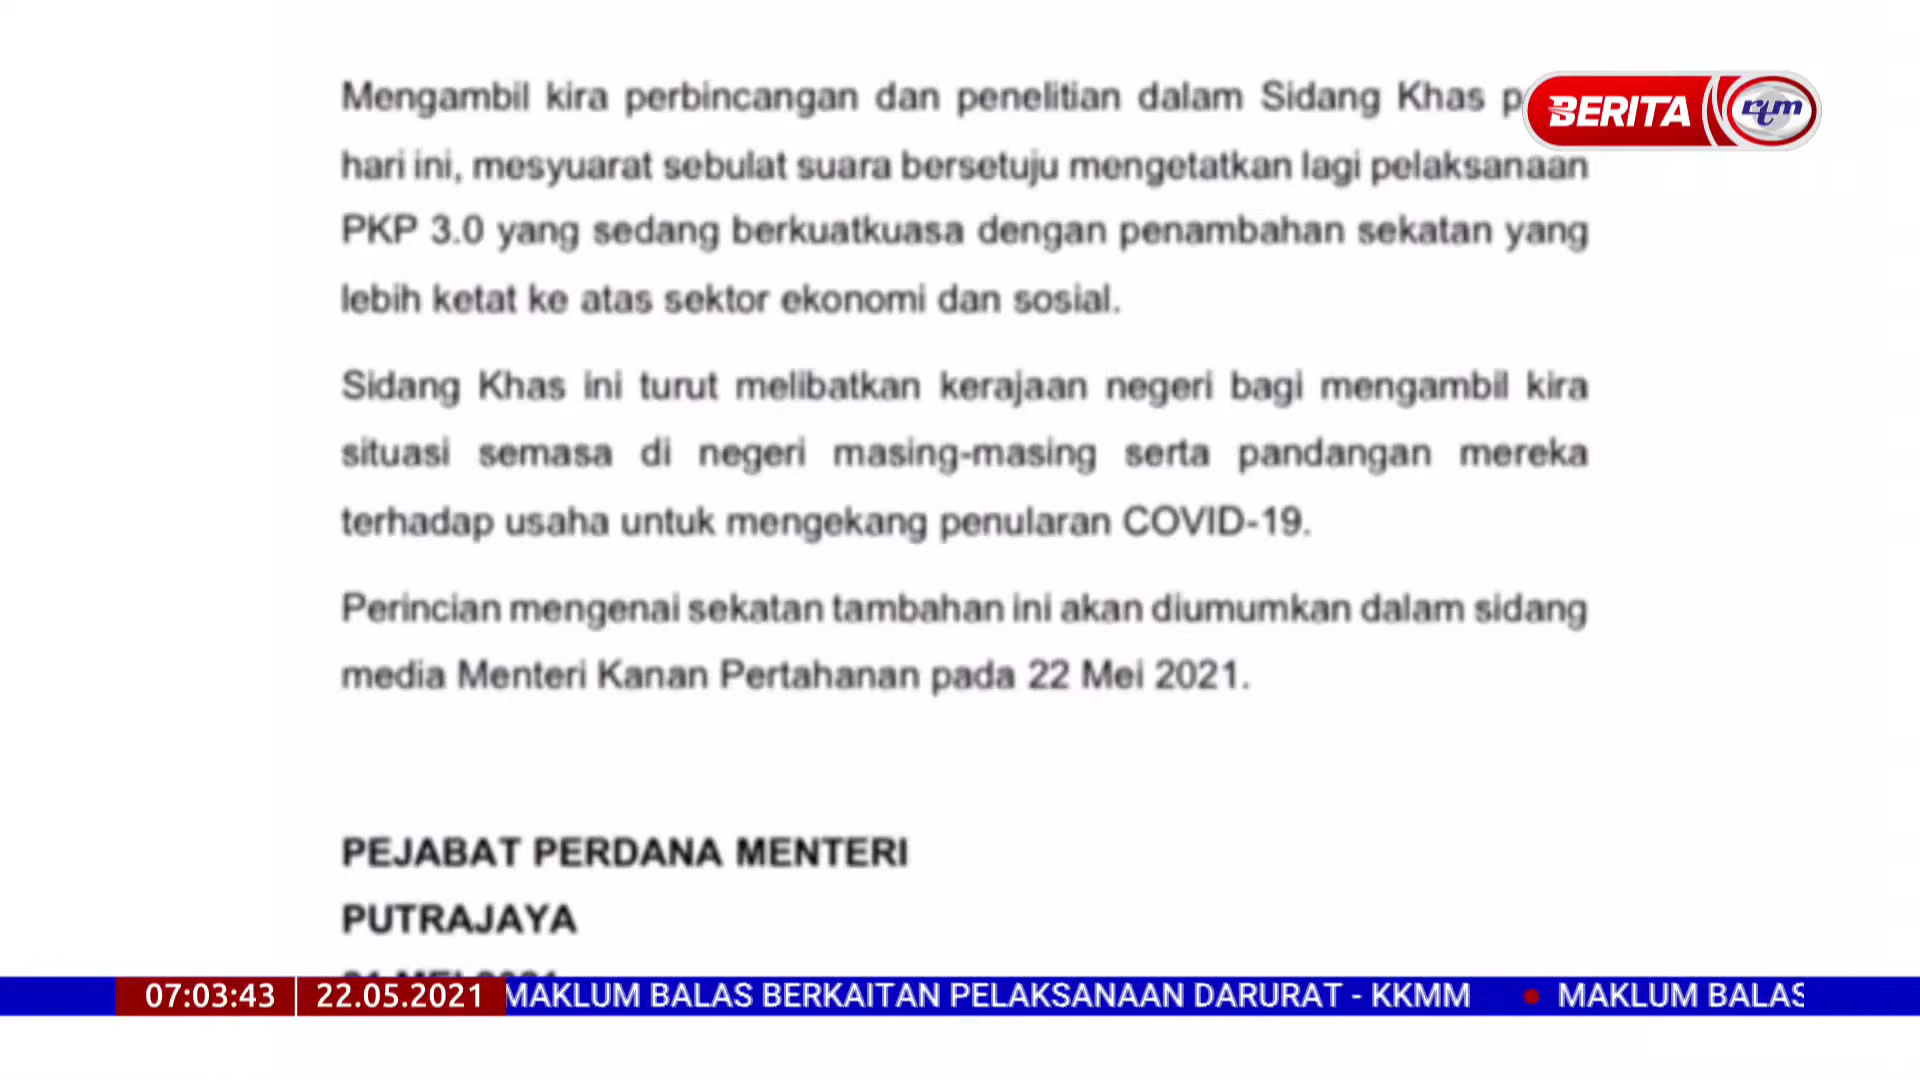 Mengambil kira perbincangan dan penelitian dalam Sidang Khas
hari ini, mesyuarat sebulat suara bersetuju mengetatkan lagi pelaksanaan
PKP 3.0 yang sedang berkuatkuasa dengan penambahan sekatan yang
lebih ketat ke atas sektor ekonomi dan sosial.
Sidang Khas ini turut melibatkan kerajaan negeri bagi mengambil kira
situasi semasa di negeri masing-masing serta pandangan mereka
terhadap usaha untuk mengekang penularan COVID-19.
Perincian mengenai sekatan tambahan ini akan diumumkan dalam sidang
media Menteri Kanan Pertahanan pada 22 Mei 2021.
PEJABAT PERDANA MENTERI
PUTRAJAYA
BERITA rtm
07:03:43 22.05.2021 MAKLUM BALAS BERKAITAN PELAKSANAAN DARURAT - KKMM • MAKLUM BALAS